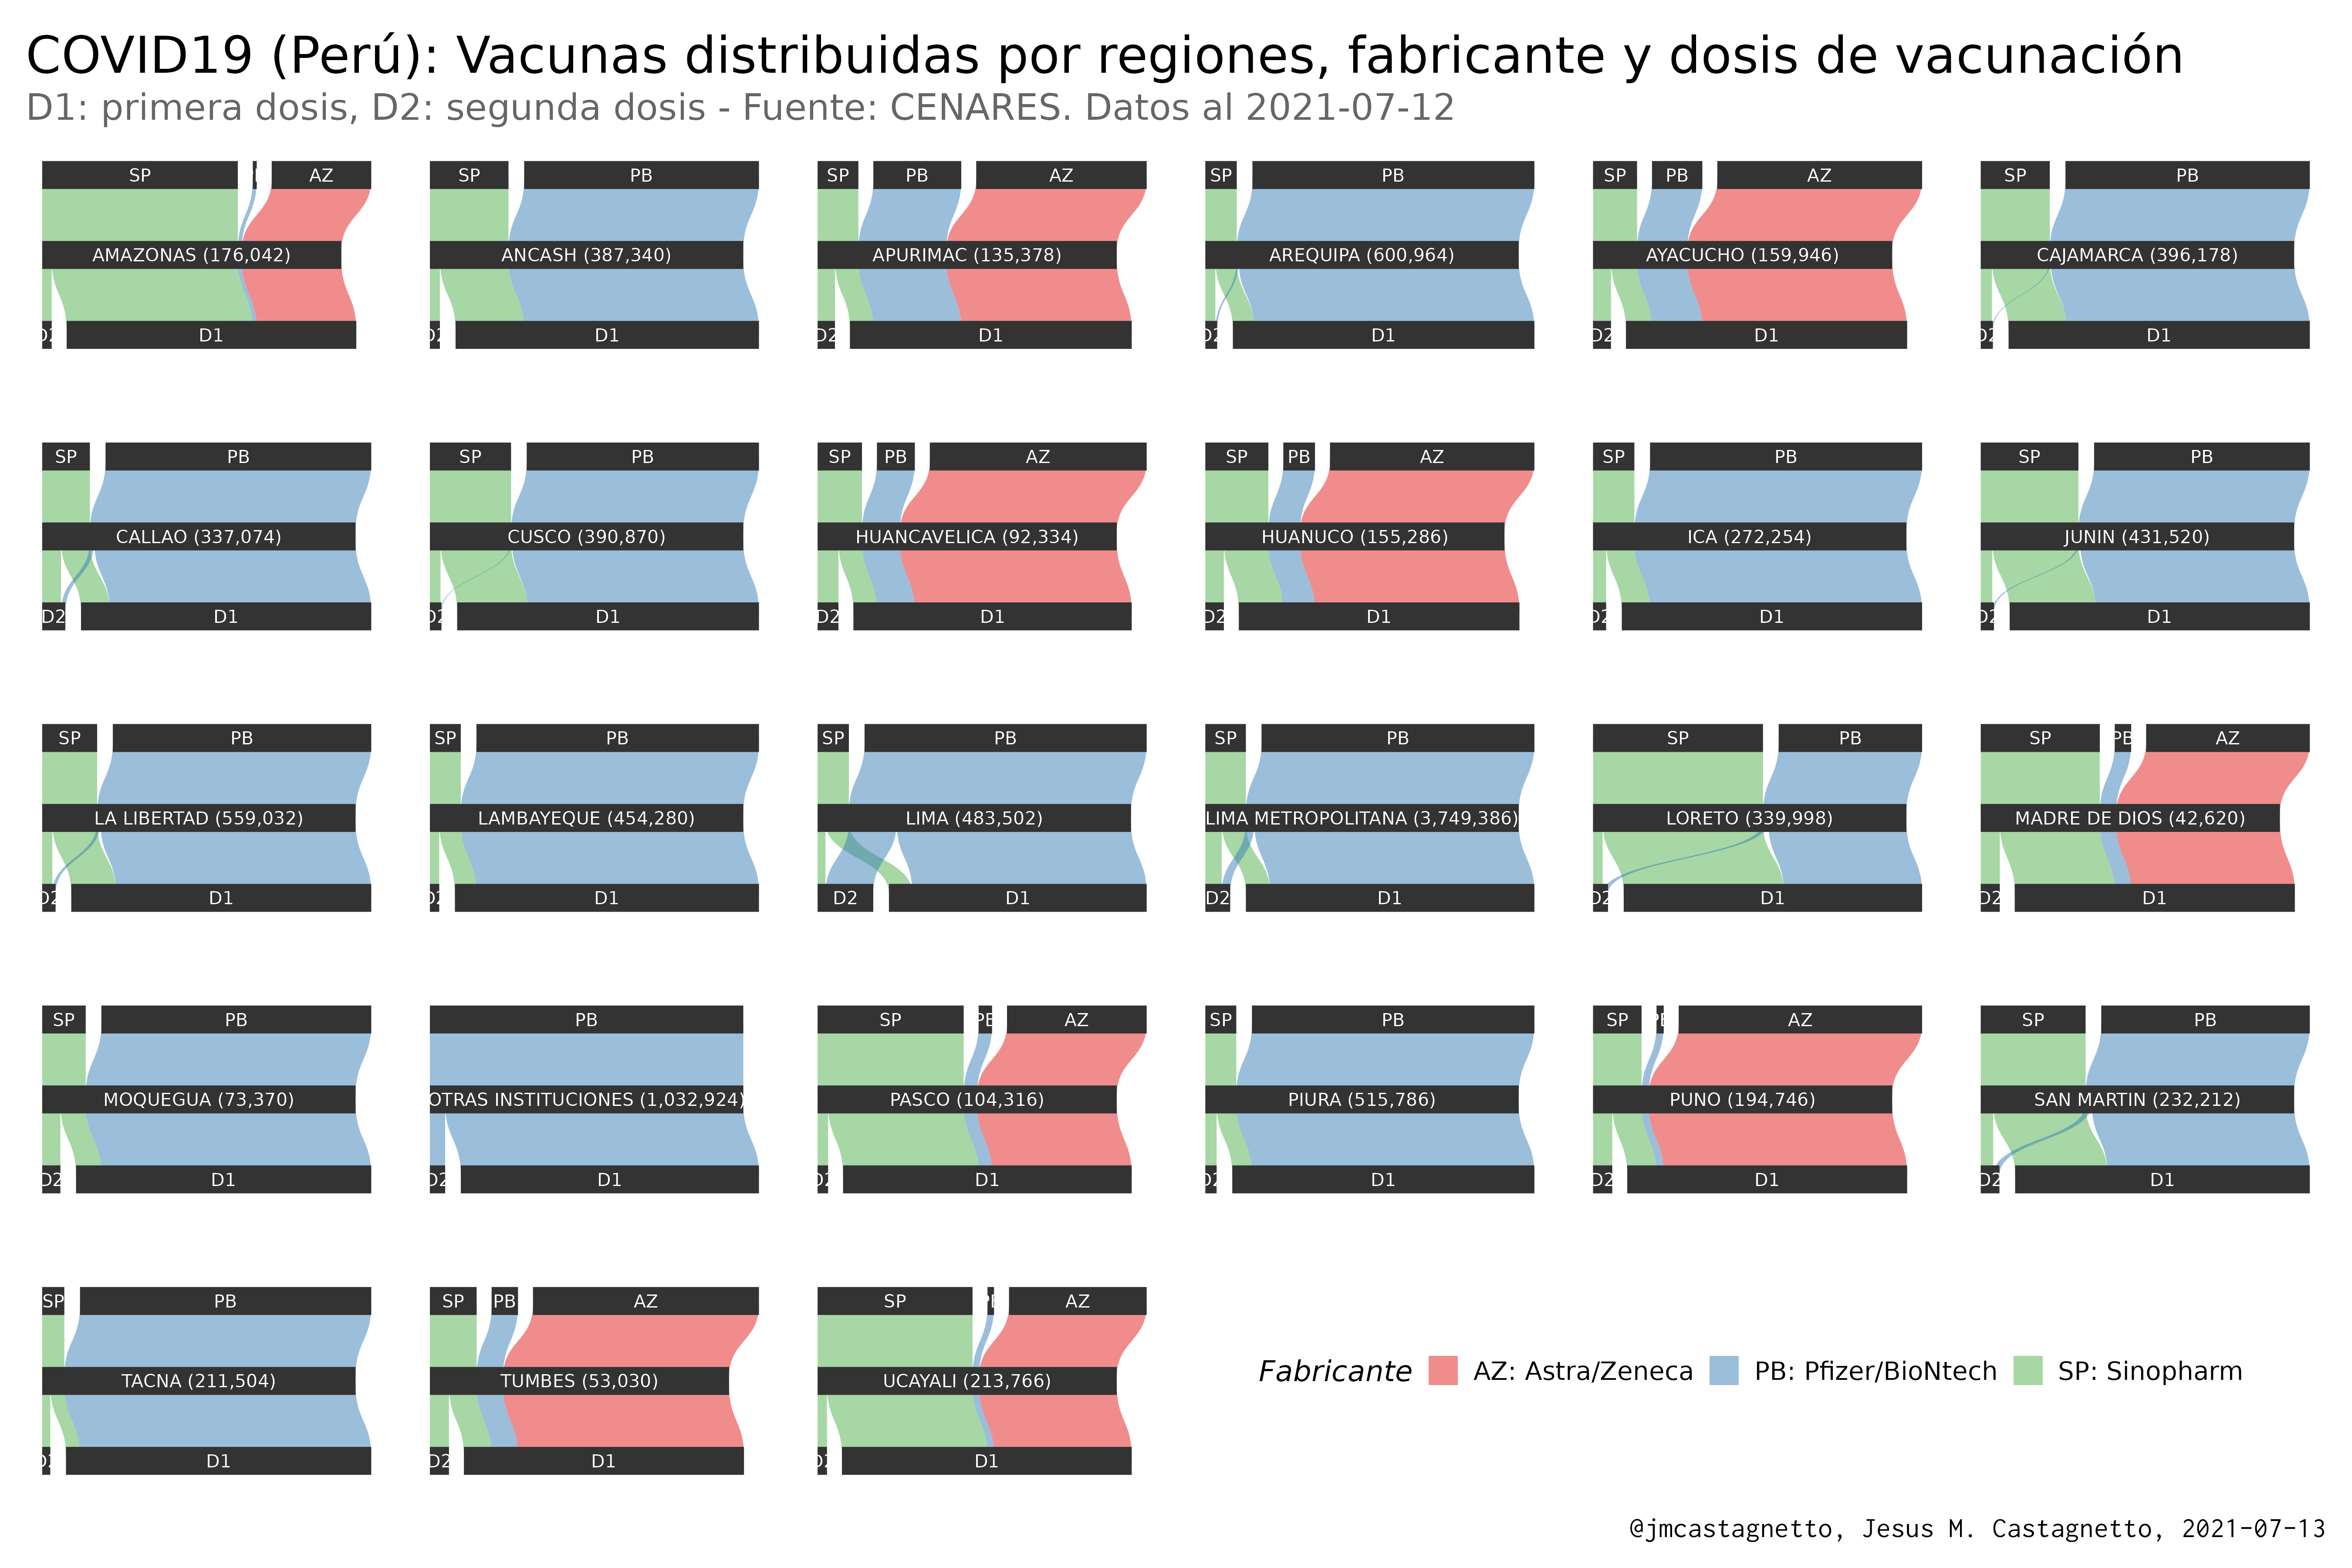 COVID19 (Perú): Vacunas distribuidas por regiones, fabricante y dosis de vacunación
D1: primera dosis, D2: segunda dosis - Fuente: CENARES. Datos al 2021-07-12
SP AZ SP PB SP PB AZ SP PB SP PB AZ SP PB
AMAZONAS (176,042) ANCASH (387,340) APURIMAC (135,378) AREQUIPA (600,964) AYACUCHO (159,946) CAJAMARCA (396,178)
D2 D1 D2 D1 D2 D1 D2 D1 D2 D1 D2 D1
SP PB SP PB SP PB AZ SP PB AZ SP PB SP PB
CALLAO (337,074) CUSCO (390,870) HUANCAVELICA (92,334) HUANUCO (155,286) ICA (272,254) JUNIN (431,520)
D2 D1 D2 D1 D2 D1 D2 D1 D2 D1 D2 D1
SP PB SP PB SP PB SP PB SP PB SP PB AZ
LA LIBERTAD (559,032) LAMBAYEQUE (454,280) LIMA (483,502) LIMA METROPOLITANA (3,749,386) LORETO (339,998) MADRE DE DIOS (42,620)
D2 D1 D2 D1 D2 D1 D2 D1 D2 D1 D2 D1
SP PB PB SP PB AZ SP PB SP PB AZ SP PB
MOQUEGUA (73,370) OTRAS INSTITUCIONES (1,032,924) PASCO (104,316) PIURA (515,786) PUNO (194,746) SAN MARTIN (232,212)
D2 D1 D2 D1 D2 D1 D2 D1 D2 D1 D2 D1
SP PB SP PB AZ SP PB AZ
TACNA (211,504) TUMBES (53,030) UCAYALI (213,766)
D2 D1 D2 D1 D2 D1
Fabricante AZ: Astra/Zeneca PB: Pfizer/BioNtech SP: Sinopharm
@jmcastagnetto, Jesus M. Castagnetto, 2021-07-13